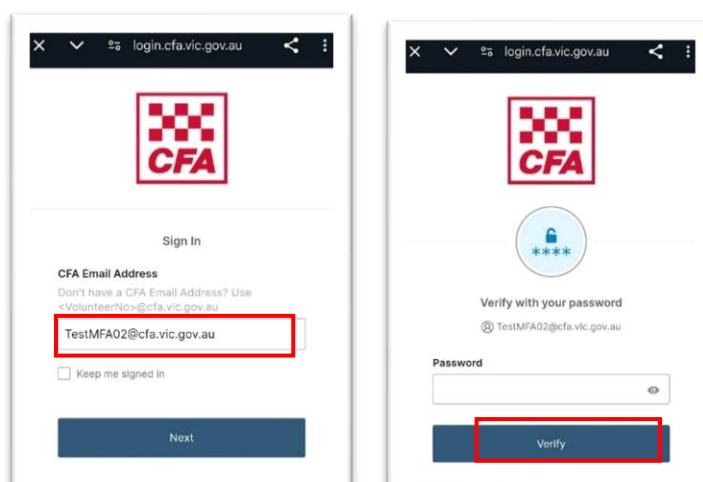 login.cfa.vic.gov.au
CFA
Sign In
CFA Email Address
Don't have a CFA Email Address? Use
<VolunteerNo>@cfa.vic.gov.au
TestMFA02@cfa.vic.gov.au
Keep me signed in
Next
login.cfa.vic.gov.au
CFA
****
Verify with your password
TestMFA02@cfa.vic.gov.au
Password
Verify